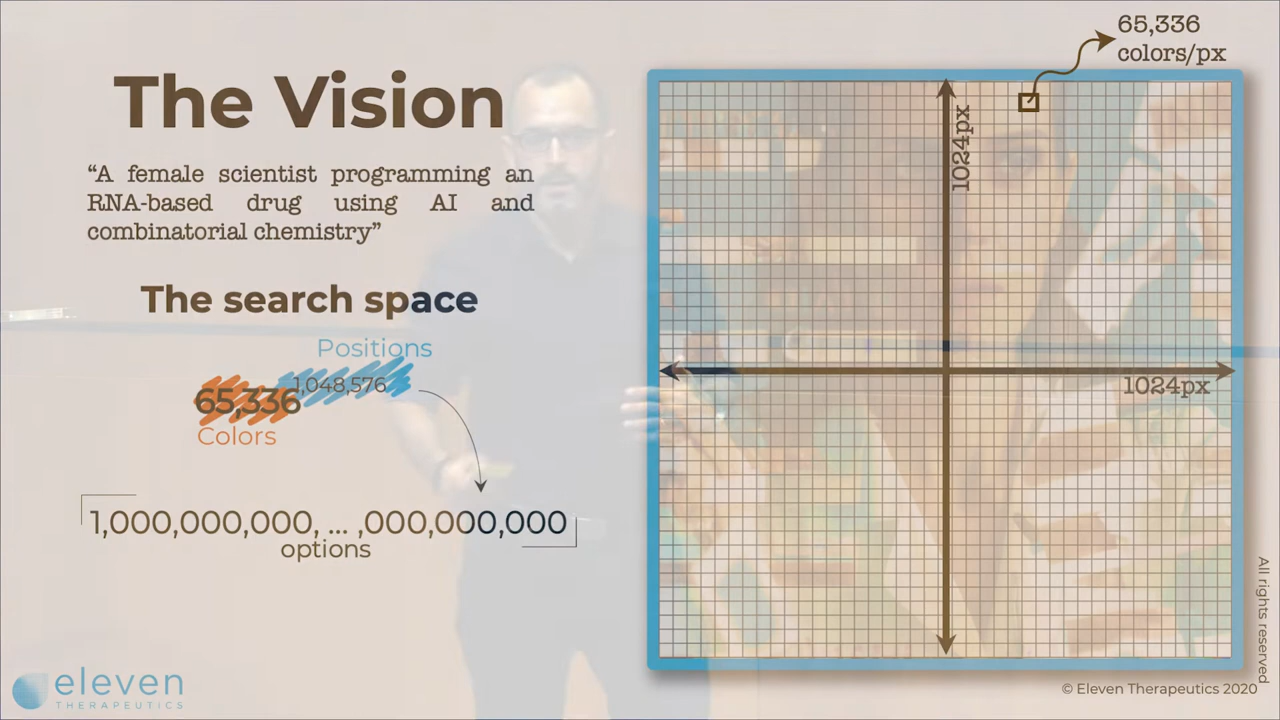 The Vision
“A female scientist programming an
RNA-based drug using AI and
combinatorial chemistry”
The search space
Positions
1,048,576
65,336
Colors
1,000,000,000, ... ,000,000,000
options
65,336
colors/px
1024px
1024px
eleven
THERAPEUTICS
© Eleven Therapeutics 2020
All rights reserved